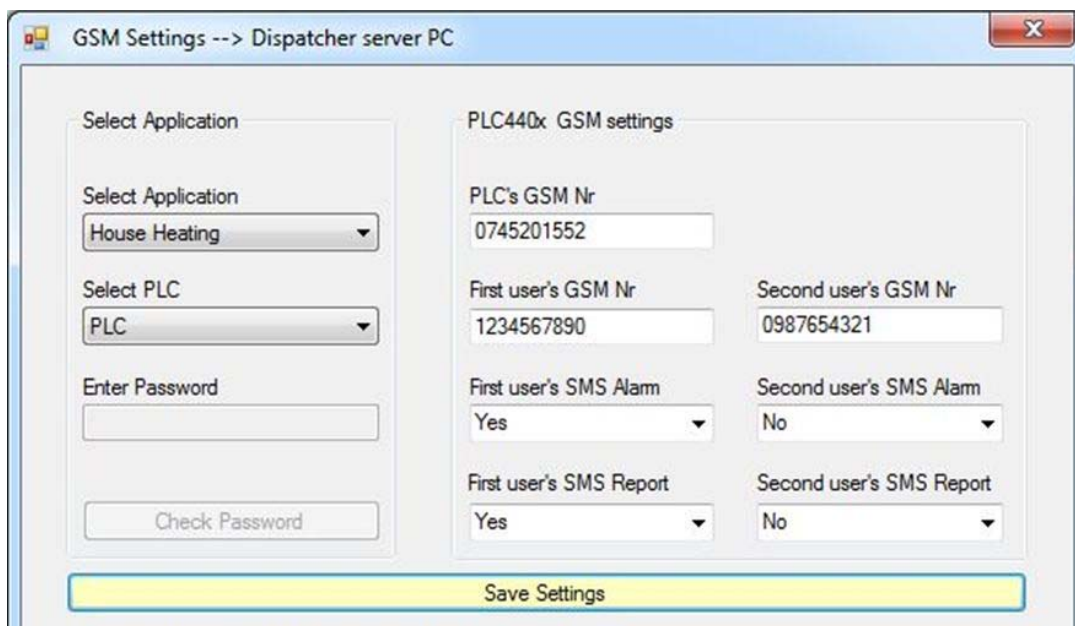 GSM Settings --> Dispatcher server PC
Select Application
Select Application
House Heating
Select PLC
PLC
Enter Password
Check Password
PLC440x GSM settings
PLC's GSM Nr
0745201552
First user's GSM Nr
1234567890
Second user's GSM Nr
0987654321
First user's SMS Alarm
Yes
Second user's SMS Alarm
No
First user's SMS Report
Yes
Second user's SMS Report
No
Save Settings